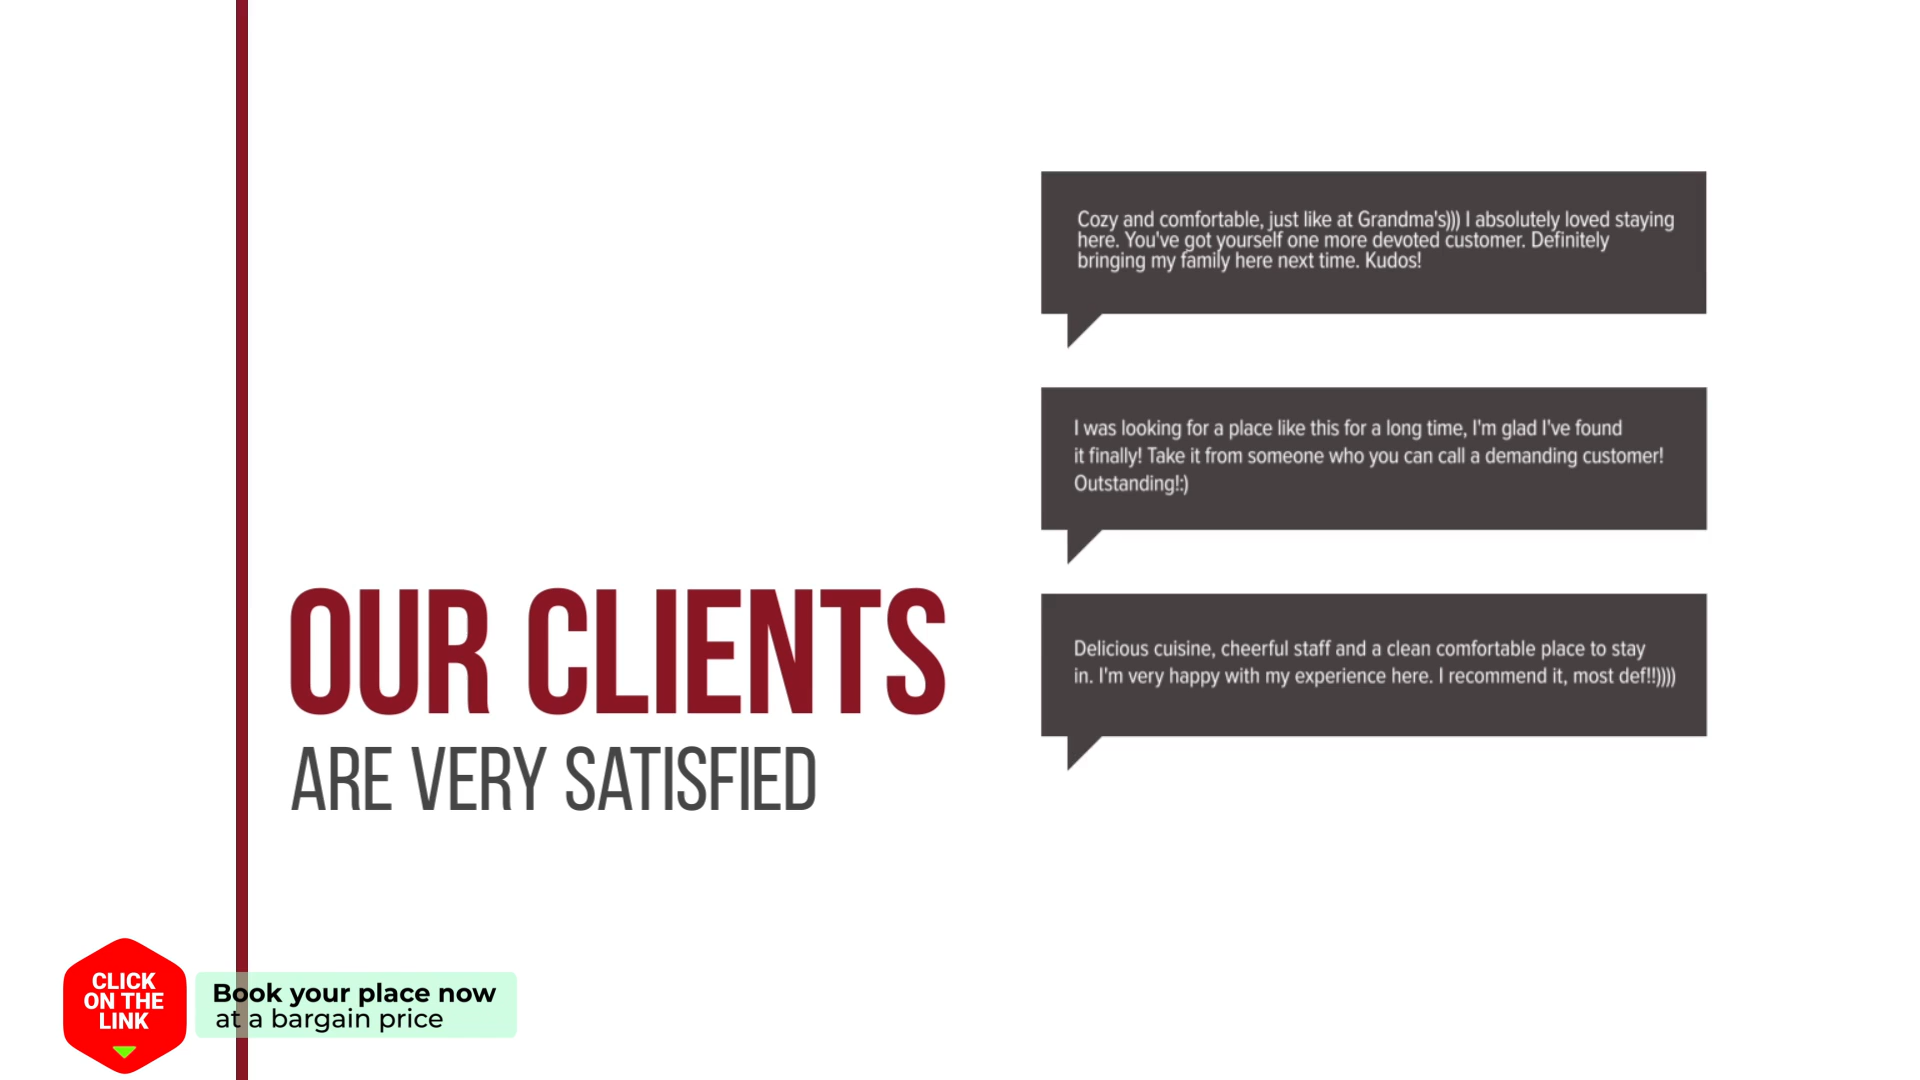 Cozy and comfortable, just like at Grandma's))) I absolutely loved staying
here. You've got yourself one more devoted customer. Definitely
bringing my family here next time. Kudos!
I was looking for a place like this for a long time, I'm glad I've found
it finally! Take it from someone who you can call a demanding customer!
Outstanding!:)
Delicious cuisine, cheerful staff and a clean comfortable place to stay
in. I'm very happy with my experience here. I recommend it, most def!!))))
OUR CLIENTS
ARE VERY SATISFIED
CLICK
ON THE
LINK
Book your place now
at a bargain price